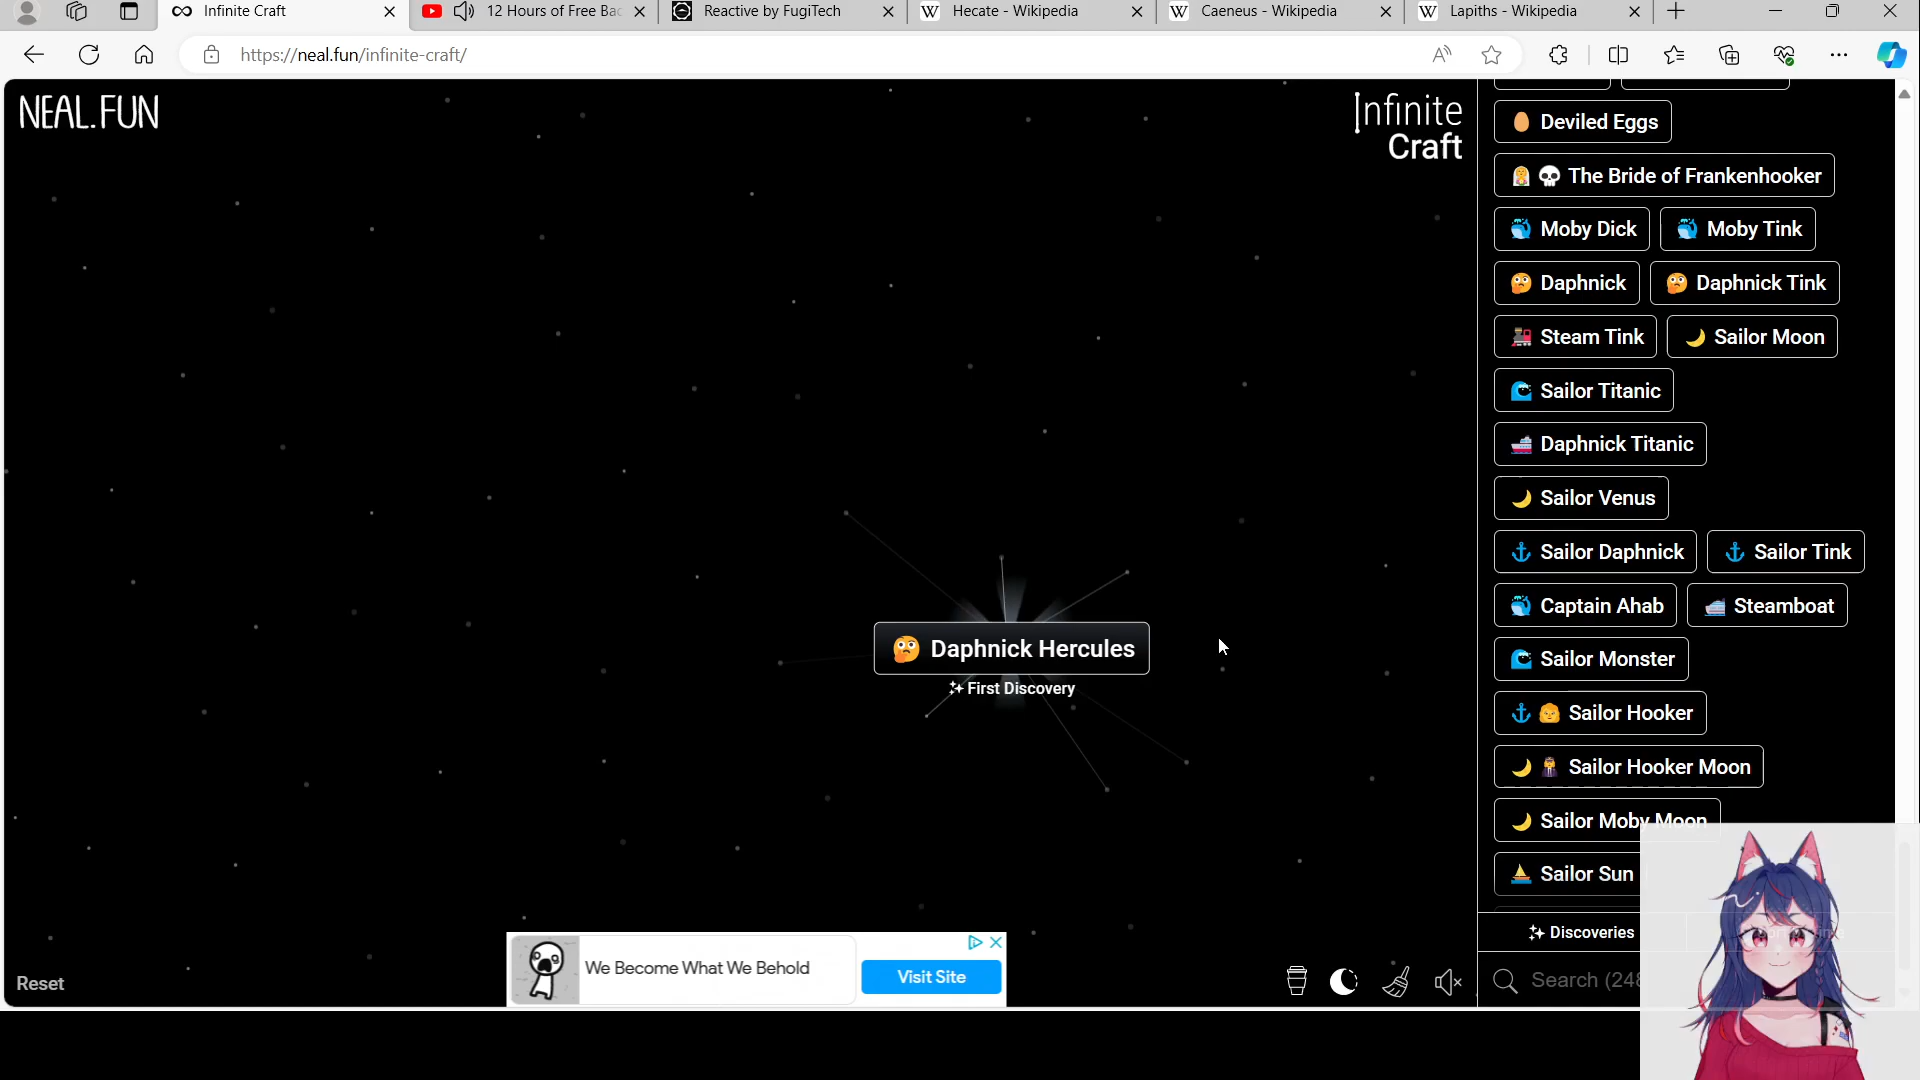 Infinite Craft
12 Hours of Free Bac
Reactive by FugiTech
Hecate - Wikipedia
Caeneus - Wikipedia
Lapiths - Wikipedia
https://neal.fun/infinite-craft/
NEAL.FUN
Infinite
Craft
Deviled Eggs
The Bride of Frankenhooker
Moby Dick
Moby Tink
Daphnick
Daphnick Tink
Steam Tink
Sailor Moon
Sailor Titanic
Daphnick Titanic
Sailor Venus
Sailor Daphnick
Sailor Tink
Captain Ahab
Steamboat
Sailor Monster
Sailor Hooker
Sailor Hooker Moon
Sailor Moby Moon
Sailor Sun
Daphnick Hercules
First Discovery
We Become What We Behold
Visit Site
Reset
Discoveries
Search (248